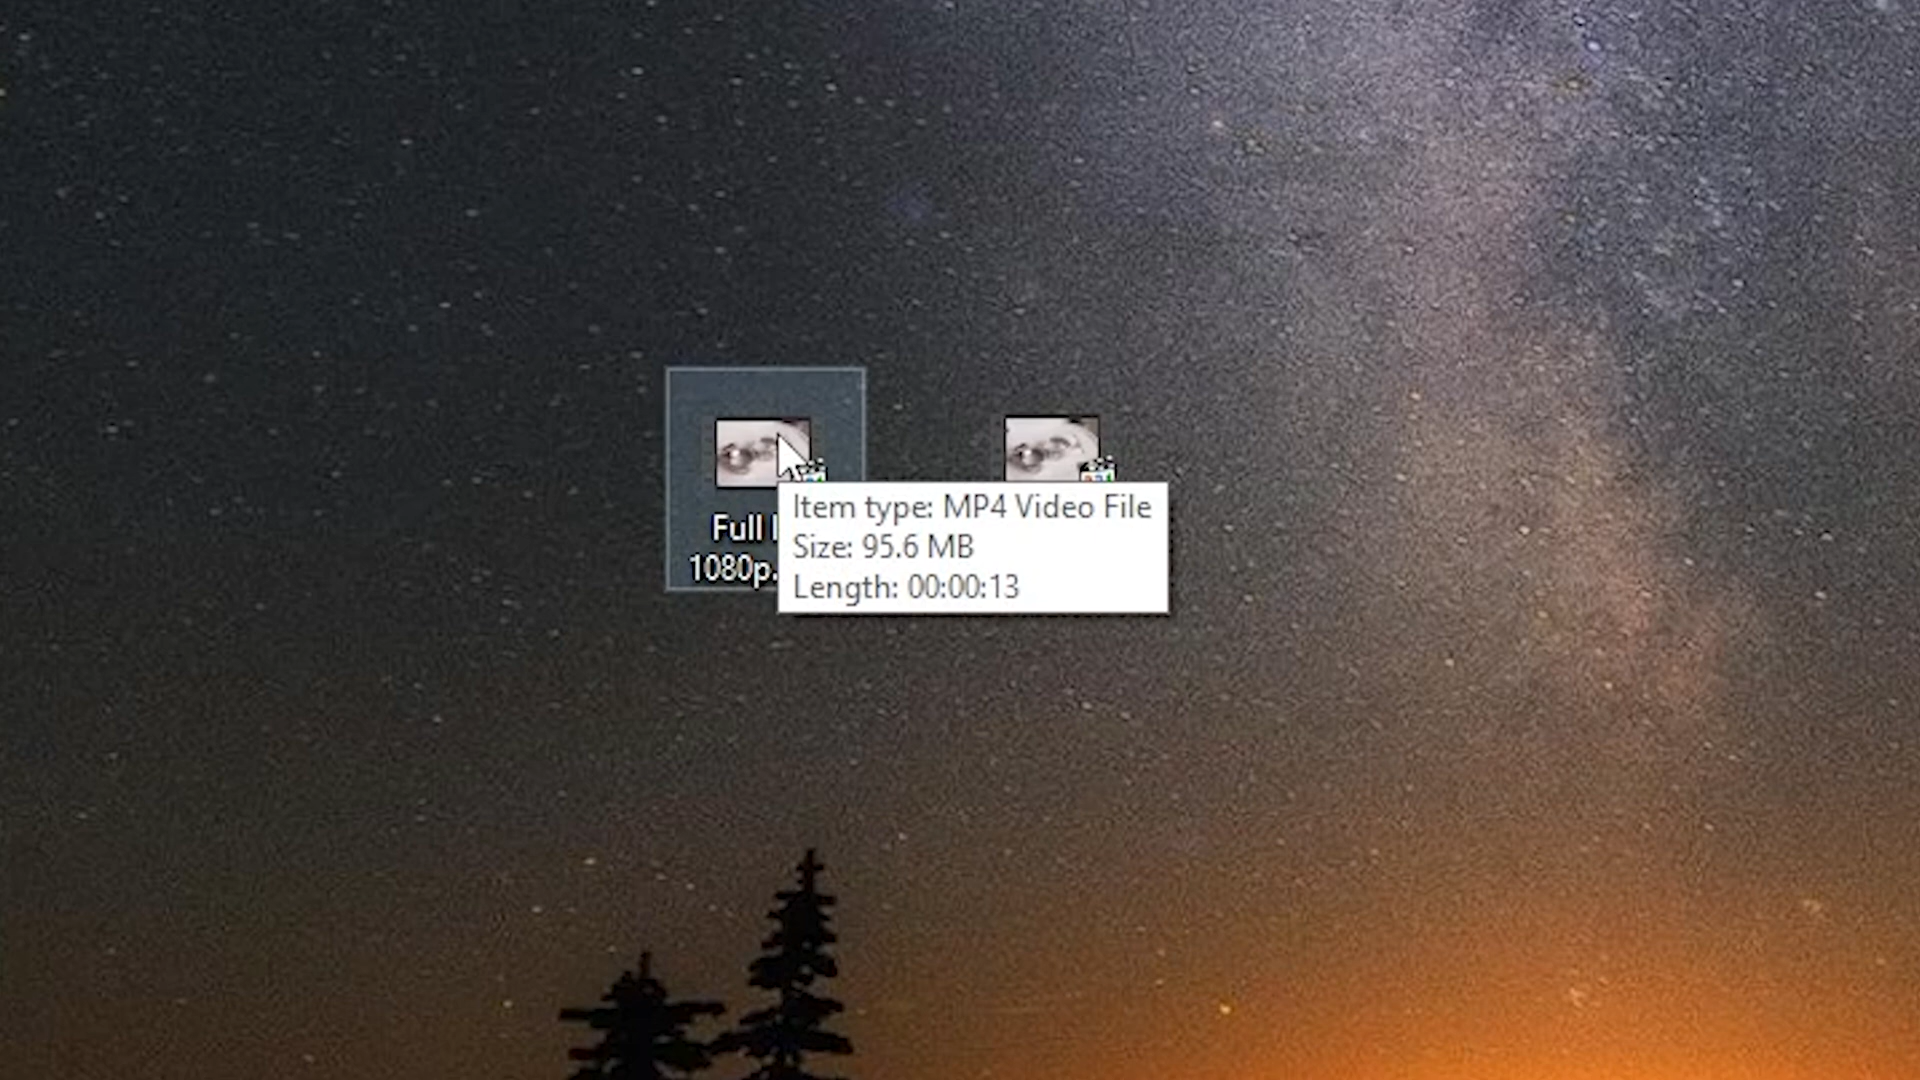 Full
1080p.
Item type: MP4 Video File
Size: 95.6 MB
Length: 00:00:13